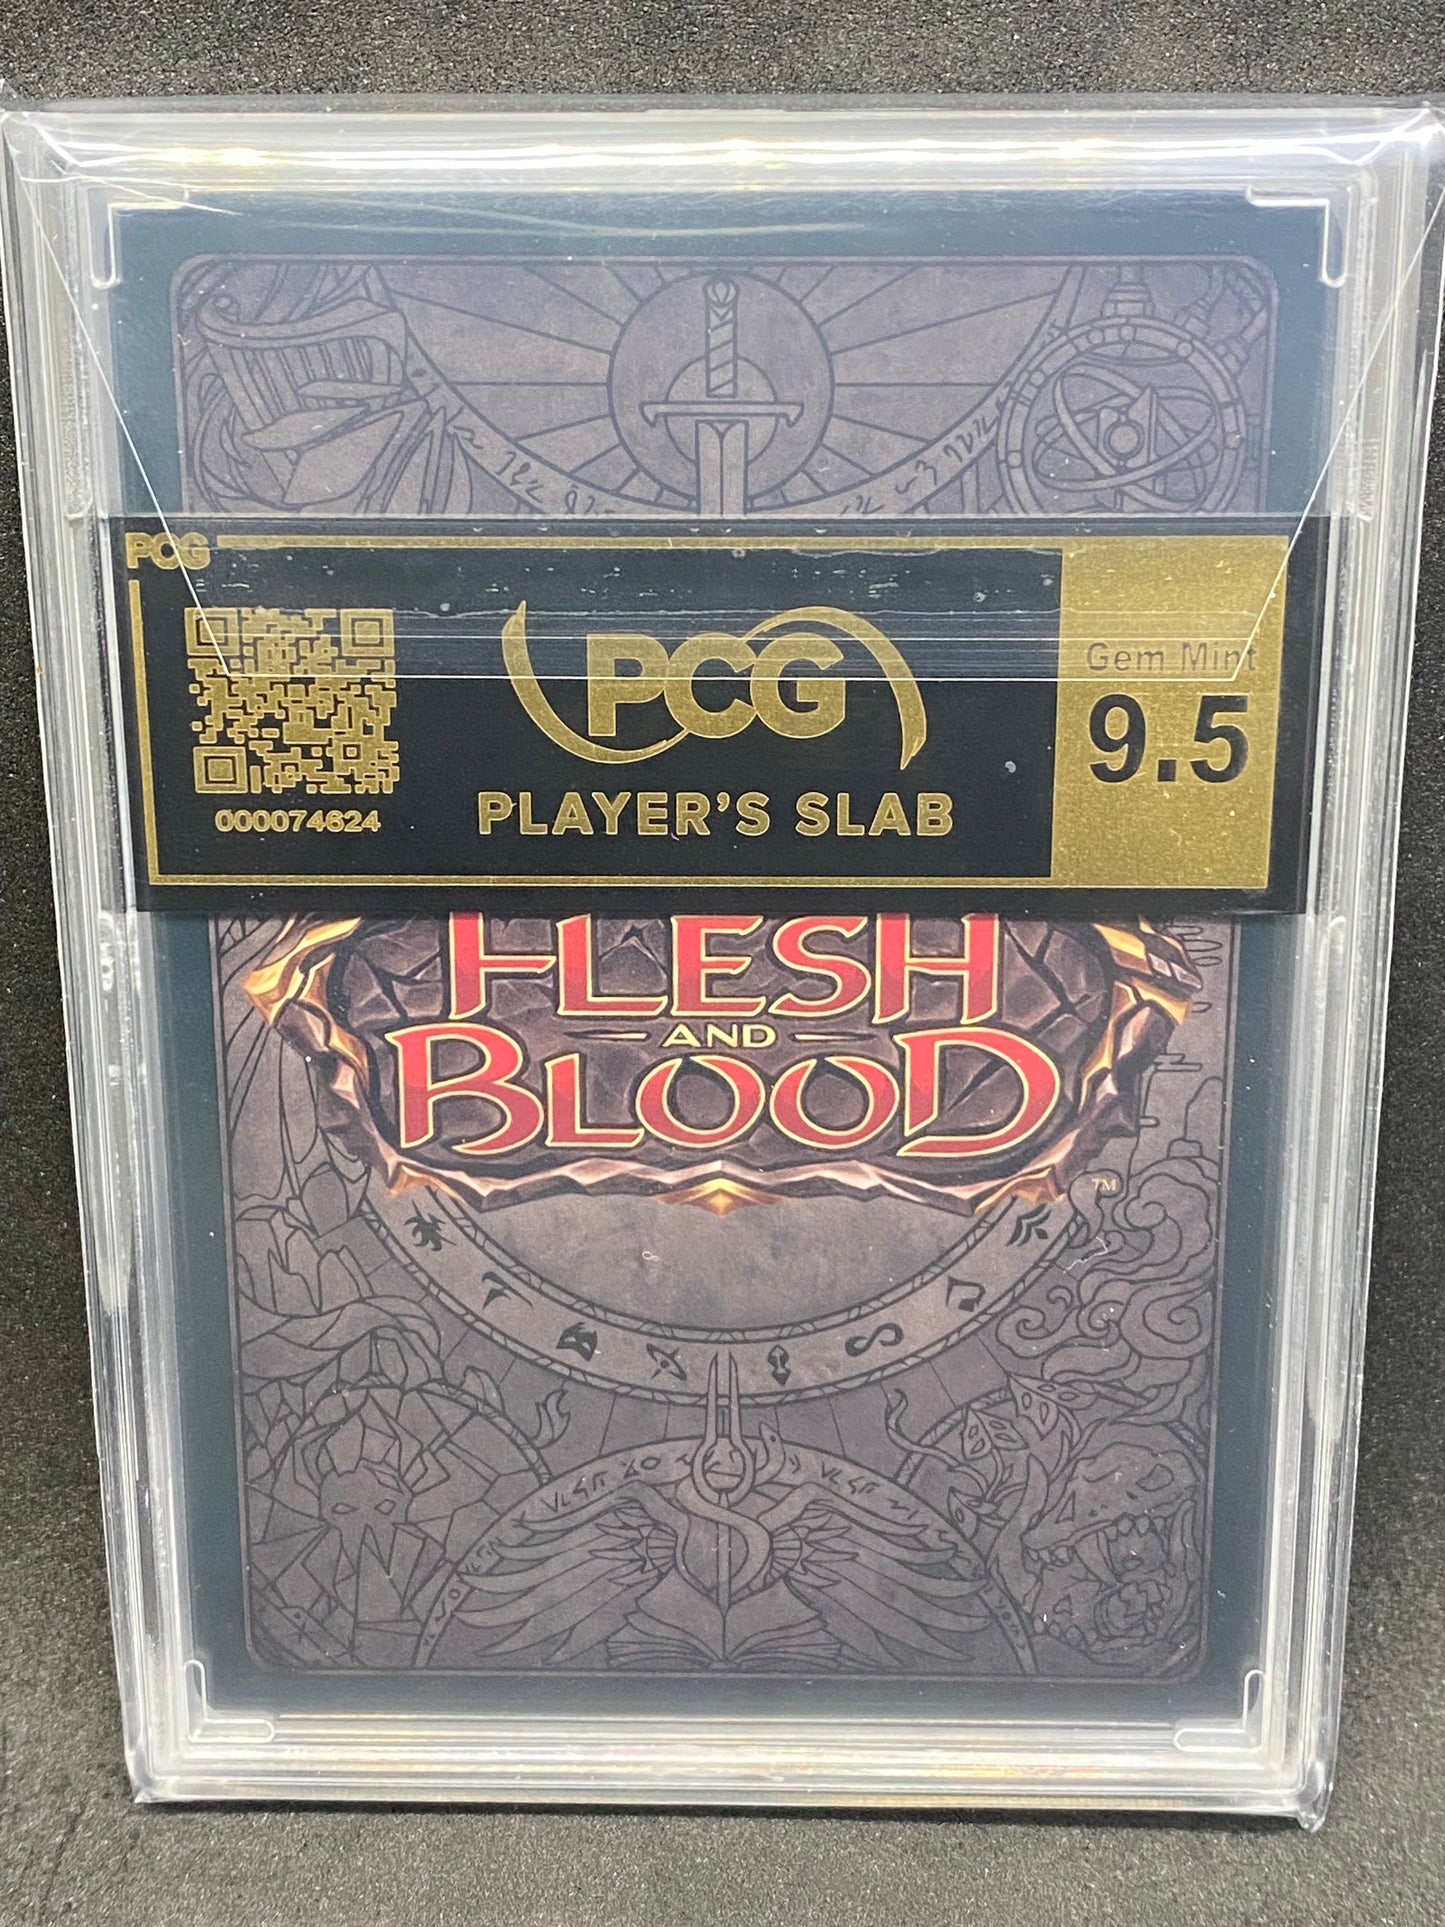 PCG
PCG
Gem Mint
9.5
000074624
PLAYER'S SLAB
FLESH
AND
BLOOD
TM